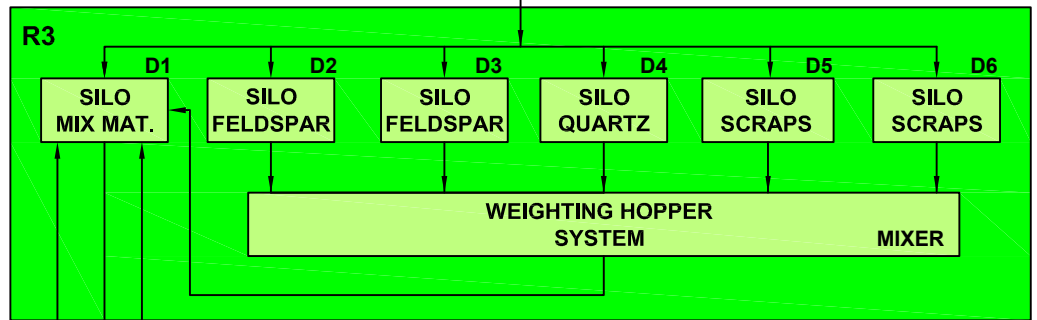 R3
D1
SILO
MIX MAT.
D2
SILO
FELDSPAR
D3
SILO
FELDSPAR
D4
SILO
QUARTZ
D5
SILO
SCRAPS
D6
SILO
SCRAPS
WEIGHTING HOPPER
SYSTEM
MIXER